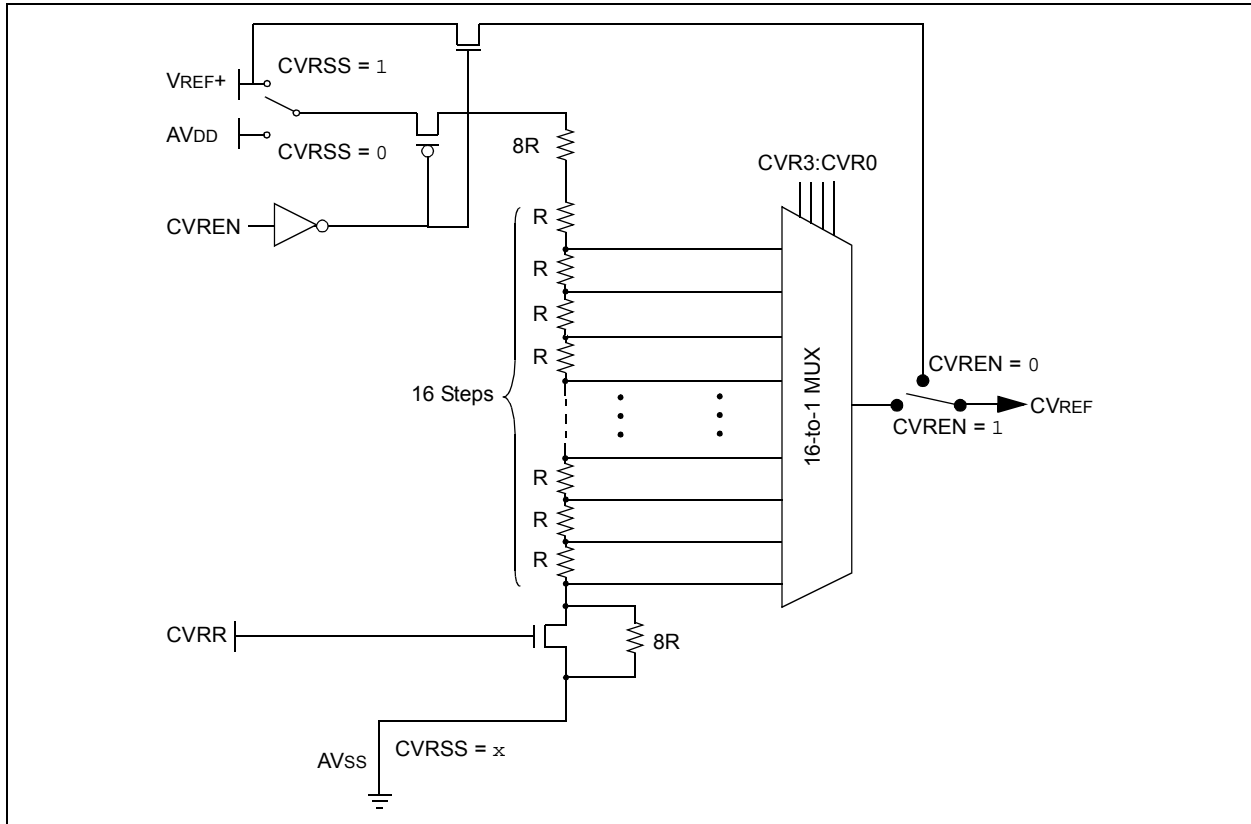 CVRSS = 1
VREF+
AVDD
CVRSS = 0
8R
CVR3:CVR0
CVREN
R
R
R
R
16 Steps
16-to-1 MUX
CVREN = 0
CVREF
CVREN = 1
R
R
R
CVRR
8R
CVRSS = x
AVSS